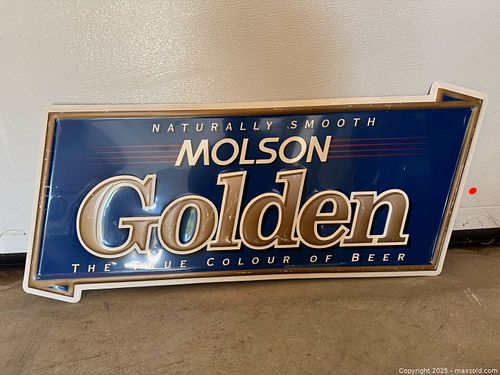 NATURALLY SMOOTH
MOLSON
Golden
THE TRUE COLOUR OF BEER
Copyright 2025 - maxsold.com